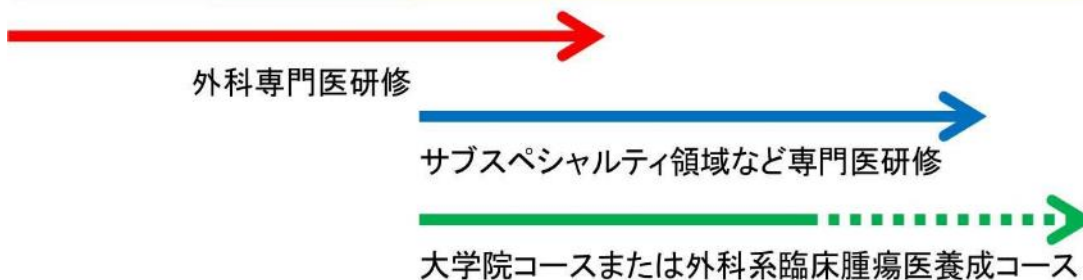 外科専門医研修
サブスペシャルティ領域など専門医研修
大学院コースまたは外科系臨床腫瘍医養成コース